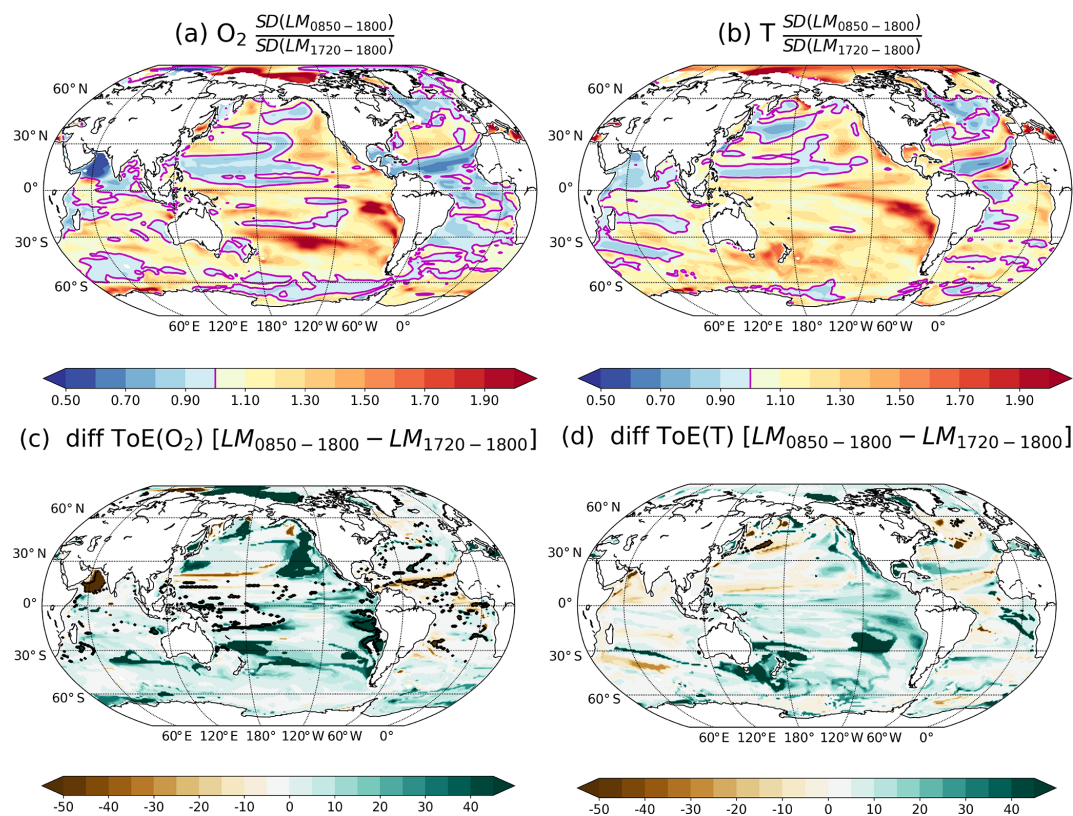 (a) O₂ SD(LM₀₈₅₀₋₁₈₀₀)
SD(LM₁₇₂₀₋₁₈₀₀)
(b) T SD(LM₀₈₅₀₋₁₈₀₀)
SD(LM₁₇₂₀₋₁₈₀₀)
60°N
30°N
0°
30°S
60°S
60°E 120°E 180° 120°W 60°W 0°
60°N
30°N
0°
30°S
60°S
60°E 120°E 180° 120°W 60°W 0°
0.50 0.70 0.90 1.10 1.30 1.50 1.70 1.90
0.50 0.70 0.90 1.10 1.30 1.50 1.70 1.90
(c) diff ToE(O₂) [LM₀₈₅₀₋₁₈₀₀ − LM₁₇₂₀₋₁₈₀₀]
(d) diff ToE(T) [LM₀₈₅₀₋₁₈₀₀ − LM₁₇₂₀₋₁₈₀₀]
60°N
30°N
0°
30°S
60°S
60°E 120°E 180° 120°W 60°W 0°
60°N
30°N
0°
30°S
60°S
60°E 120°E 180° 120°W 60°W 0°
-50 -40 -30 -20 -10 0 10 20 30 40
-50 -40 -30 -20 -10 0 10 20 30 40